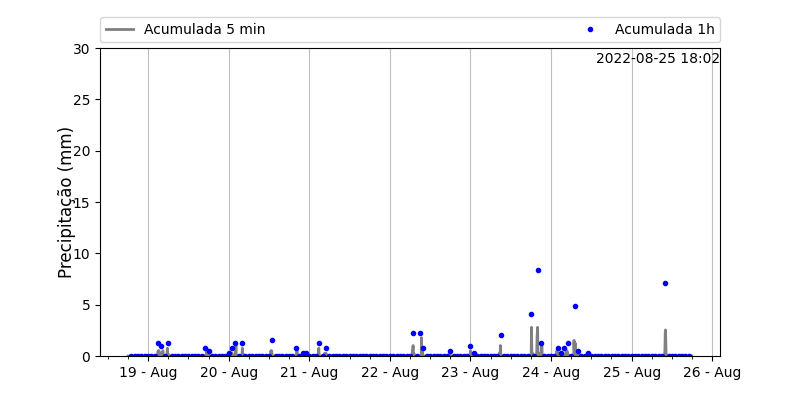 Acumulada 5 min Acumulada 1h
2022-08-25 18:02
Precipitação (mm)
30
25
20
15
10
5
0
19 - Aug 20 - Aug 21 - Aug 22 - Aug 23 - Aug 24 - Aug 25 - Aug 26 - Aug